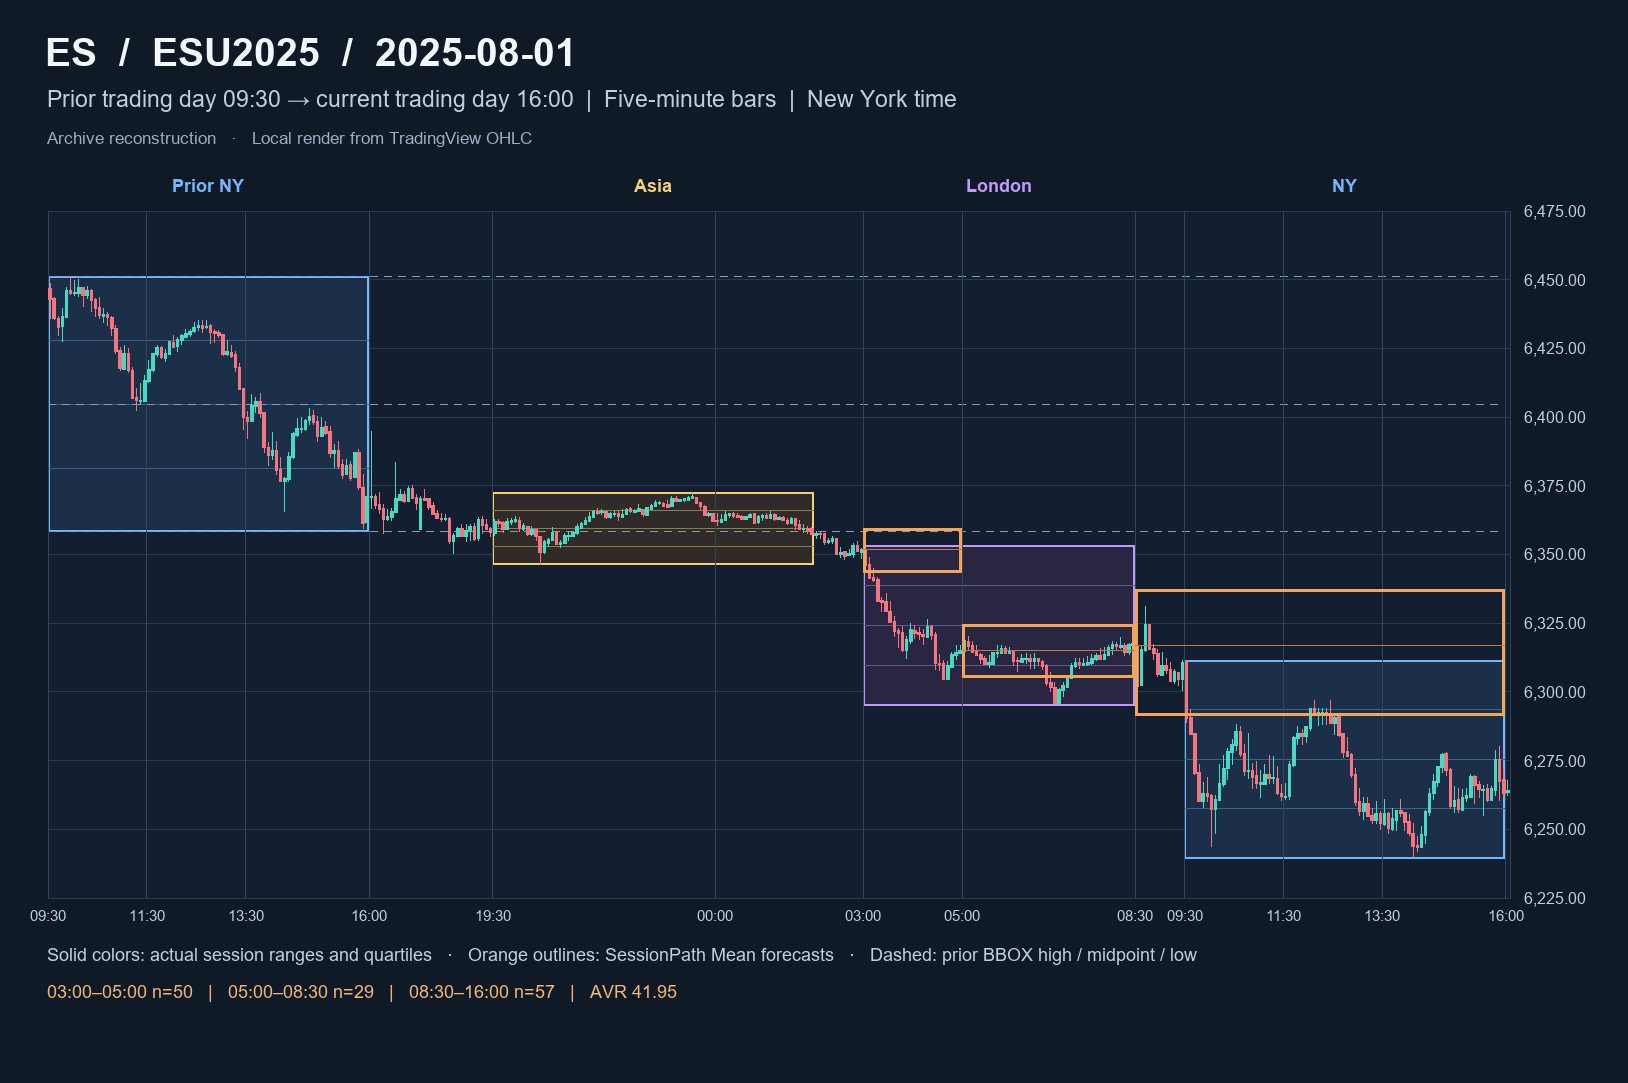 ES / ESU2025 / 2025-08-01
Prior trading day 09:30 → current trading day 16:00 | Five-minute bars | New York time
Archive reconstruction · Local render from TradingView OHLC
Prior NY Asia London NY
6,475.00
6,450.00
6,425.00
6,400.00
6,375.00
6,350.00
6,325.00
6,300.00
6,275.00
6,250.00
6,225.00
09:30 11:30 13:30 16:00 19:30 00:00 03:00 05:00 08:30 09:30 11:30 13:30 16:00
Solid colors: actual session ranges and quartiles · Orange outlines: SessionPath Mean forecasts · Dashed: prior BBOX high / midpoint / low
03:00–05:00 n=50 | 05:00–08:30 n=29 | 08:30–16:00 n=57 | AVR 41.95